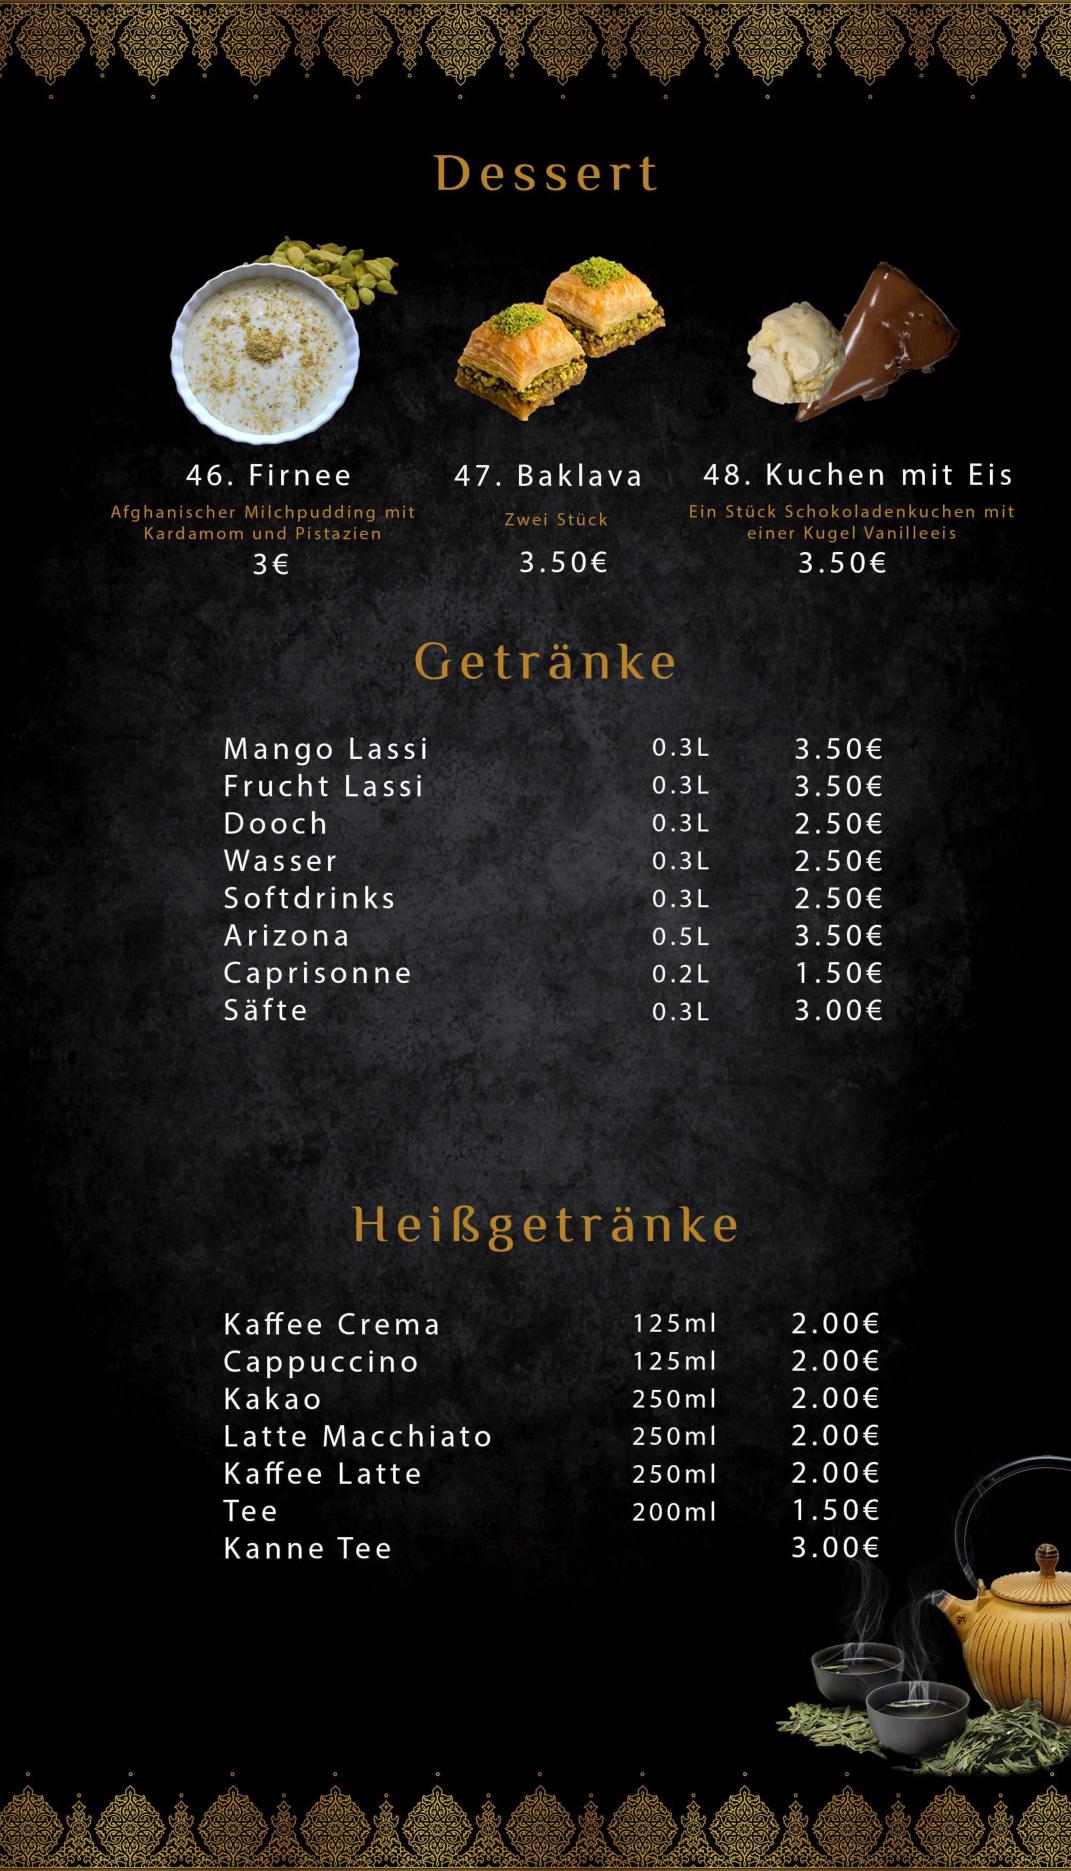 Dessert
46. Firnee
Afghanischer Milchpudding mit
Kardamom und Pistazien
3€
47. Baklava
Zwei Stück
3.50€
48. Kuchen mit Eis
Ein Stück Schokoladenkuchen mit
einer Kugel Vanilleeis
3.50€
Getränke
Mango Lassi 0.3L 3.50€
Frucht Lassi 0.3L 3.50€
Dooch 0.3L 2.50€
Wasser 0.3L 2.50€
Softdrinks 0.3L 2.50€
Arizona 0.5L 3.50€
Caprisonne 0.2L 1.50€
Säfte 0.3L 3.00€
Heißgetränke
Kaffee Crema 125ml 2.00€
Cappuccino 125ml 2.00€
Kakao 250ml 2.00€
Latte Macchiato 250ml 2.00€
Kaffee Latte 250ml 2.00€
Tee 200ml 1.50€
Kanne Tee 3.00€